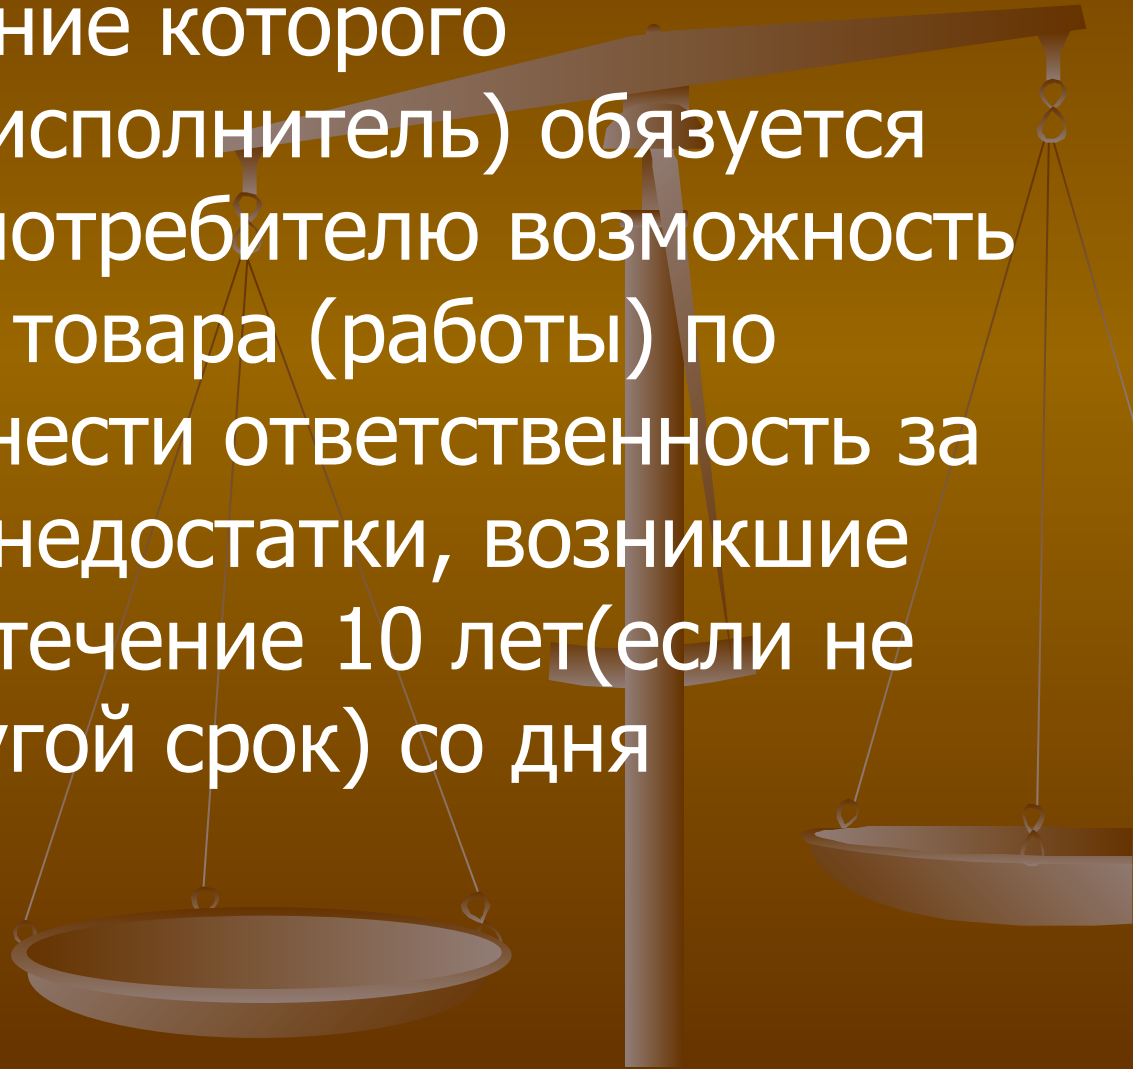 ние которого
исполнитель) обязуется
потребителю возможность
товара (работы) по
нести ответственность за
недостатки, возникшие
течение 10 лет(если не
угой срок) со дня